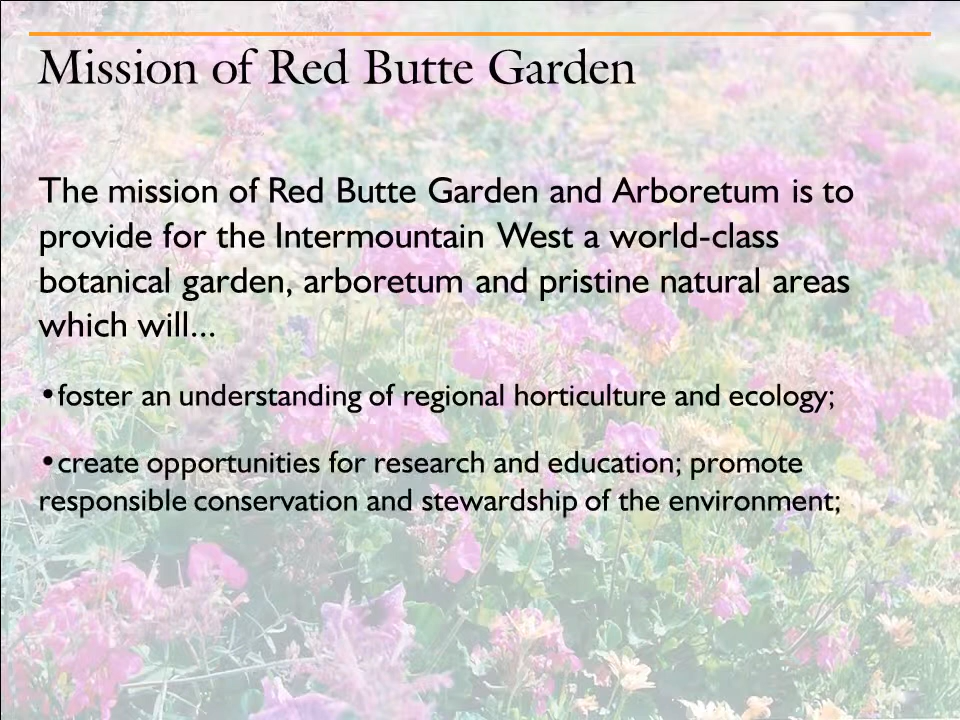 Mission of Red Butte Garden
The mission of Red Butte Garden and Arboretum is to
provide for the Intermountain West a world-class
botanical garden, arboretum and pristine natural areas
which will...
•foster an understanding of regional horticulture and ecology;
•create opportunities for research and education; promote
responsible conservation and stewardship of the environment;